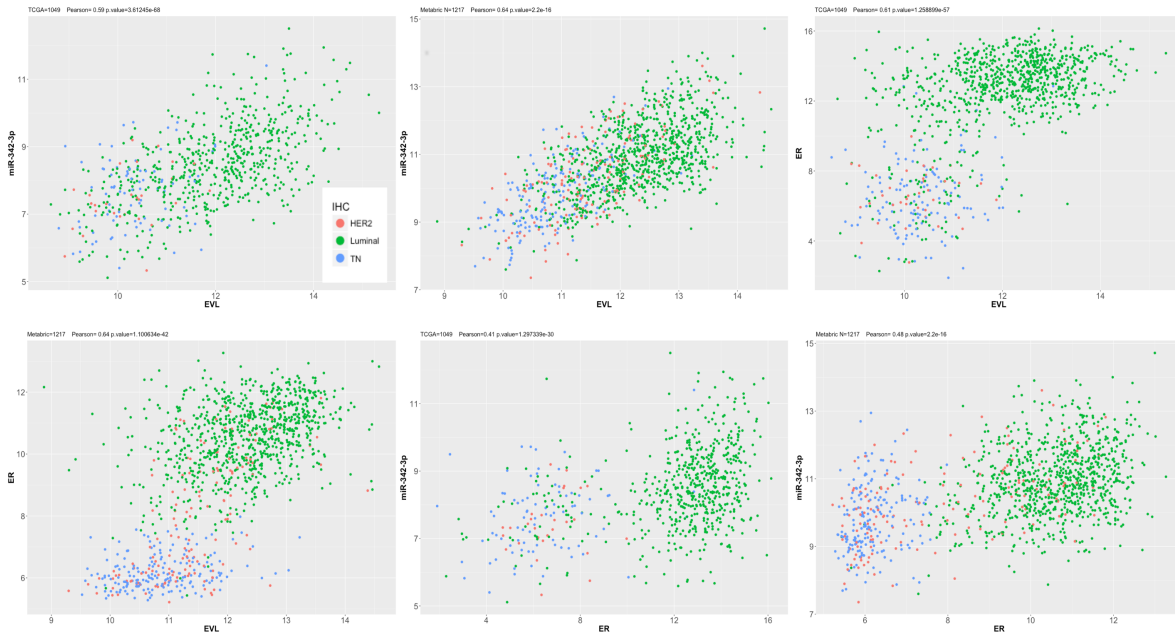 TCGA=1049 Pearson= 0.59 p.value=3.61245e-68
miR-342-3p
11
9
7
5
10
12
14
EVL
IHC
HER2
Luminal
TN
Metabric N=1217 Pearson= 0.64 p.value=2.2e-16
miR-342-3p
15
13
11
9
7
9
10
11
12
13
14
EVL
TCGA=1049 Pearson= 0.61 p.value=1.258899e-57
ER
16
12
8
4
10
12
14
EVL
Metabric=1217 Pearson= 0.64 p.value=1.100634e-42
ER
12
10
8
6
9
10
11
12
13
14
EVL
TCGA=1049 Pearson=0.41 p.value=1.297339e-30
miR-342-3p
11
9
7
5
4
8
12
16
ER
Metabric N=1217 Pearson= 0.48 p.value=2.2e-16
miR-342-3p
15
13
11
9
7
6
8
10
12
ER